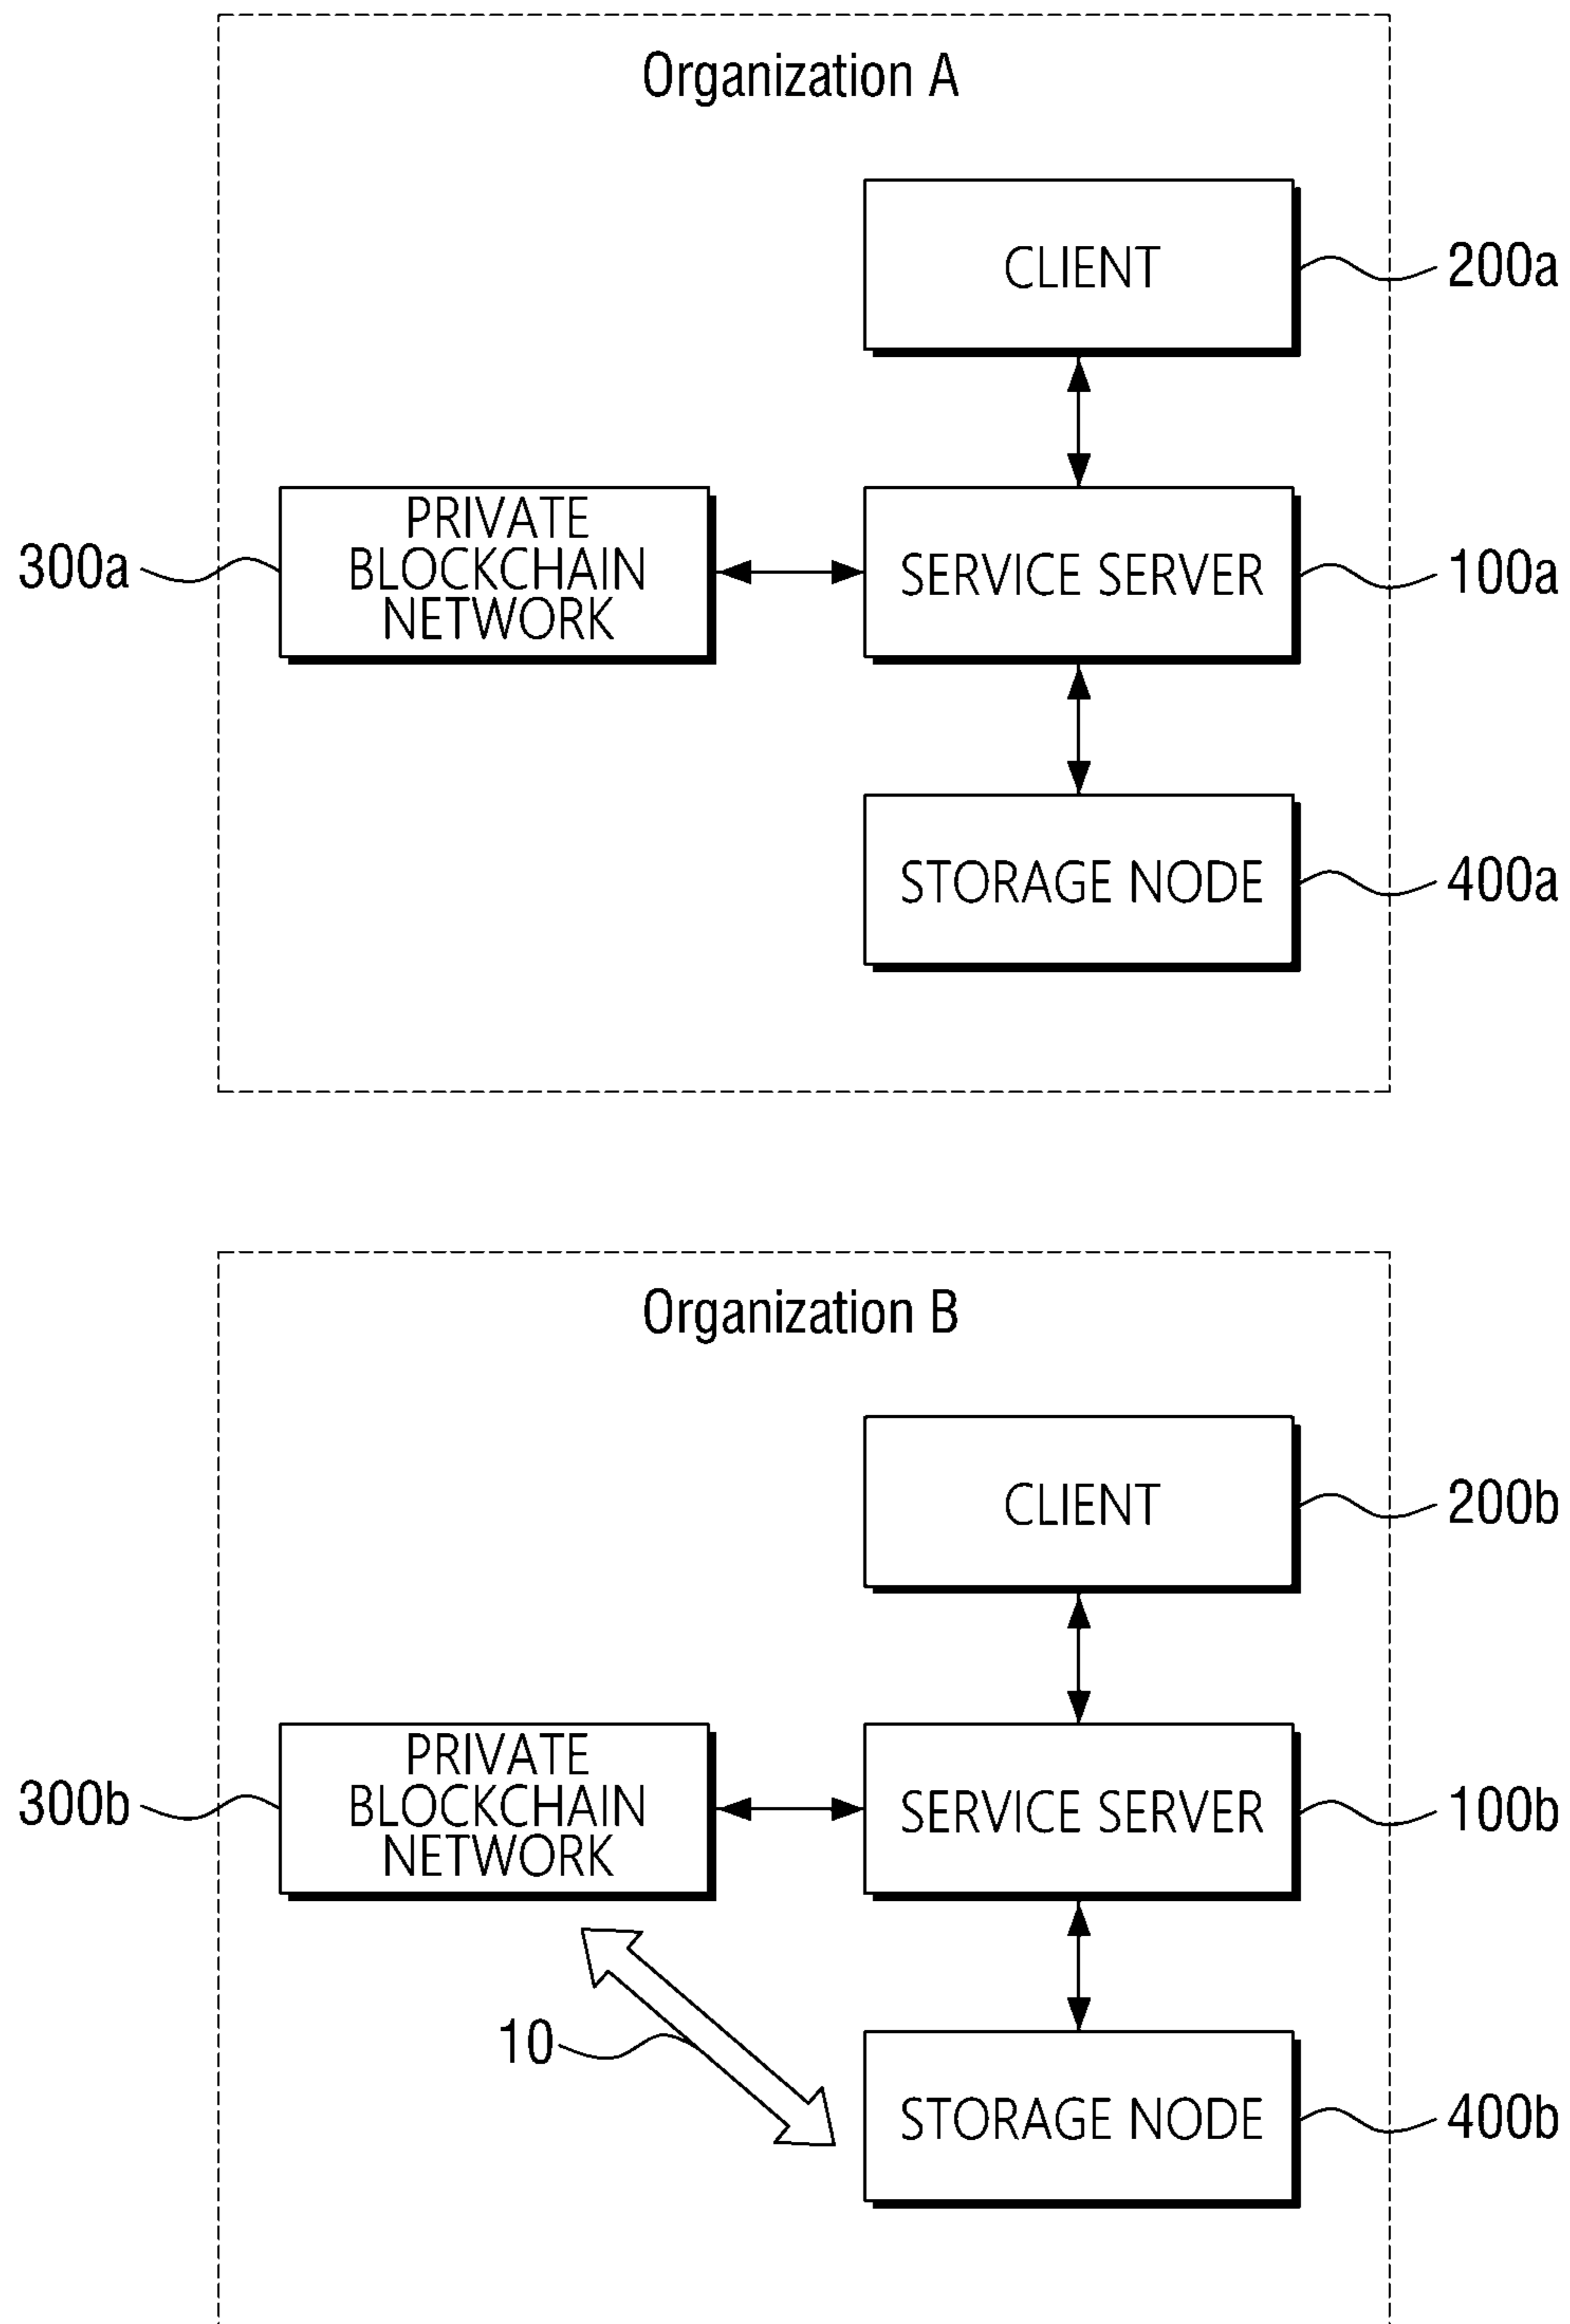 Organization A
CLIENT
200a
PRIVATE
BLOCKCHAIN
NETWORK
300a
SERVICE SERVER
100a
STORAGE NODE
400a
Organization B
CLIENT
200b
PRIVATE
BLOCKCHAIN
NETWORK
300b
SERVICE SERVER
100b
10
STORAGE NODE
400b